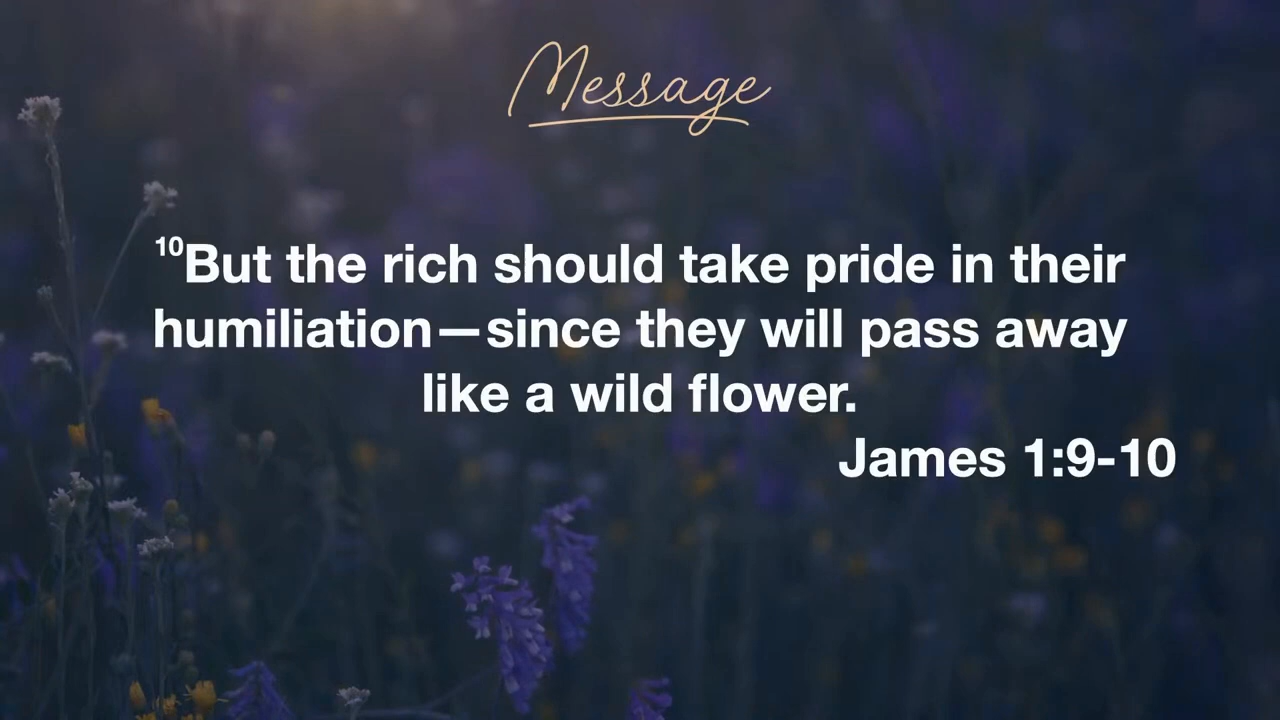 Message
¹⁰But the rich should take pride in their
humiliation—since they will pass away
like a wild flower.
James 1:9-10